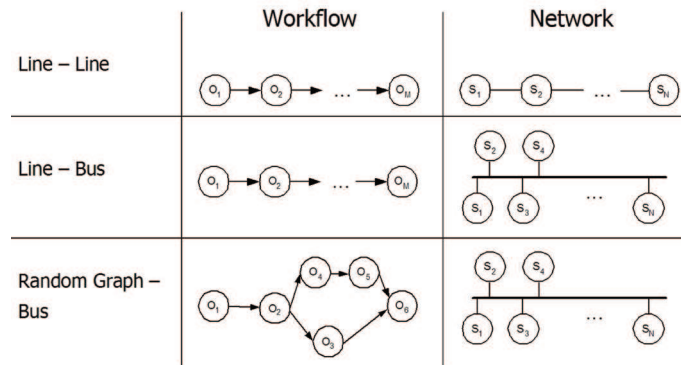 Workflow Network
Line – Line
O1 O2 ... OM
S1 S2 ... SN
Line – Bus
O1 O2 ... OM
S2 S4
S1 S3 ... SN
Random Graph –
Bus
O1 O2 O3 O4 O5 O6
S2 S4
S1 S3 ... SN